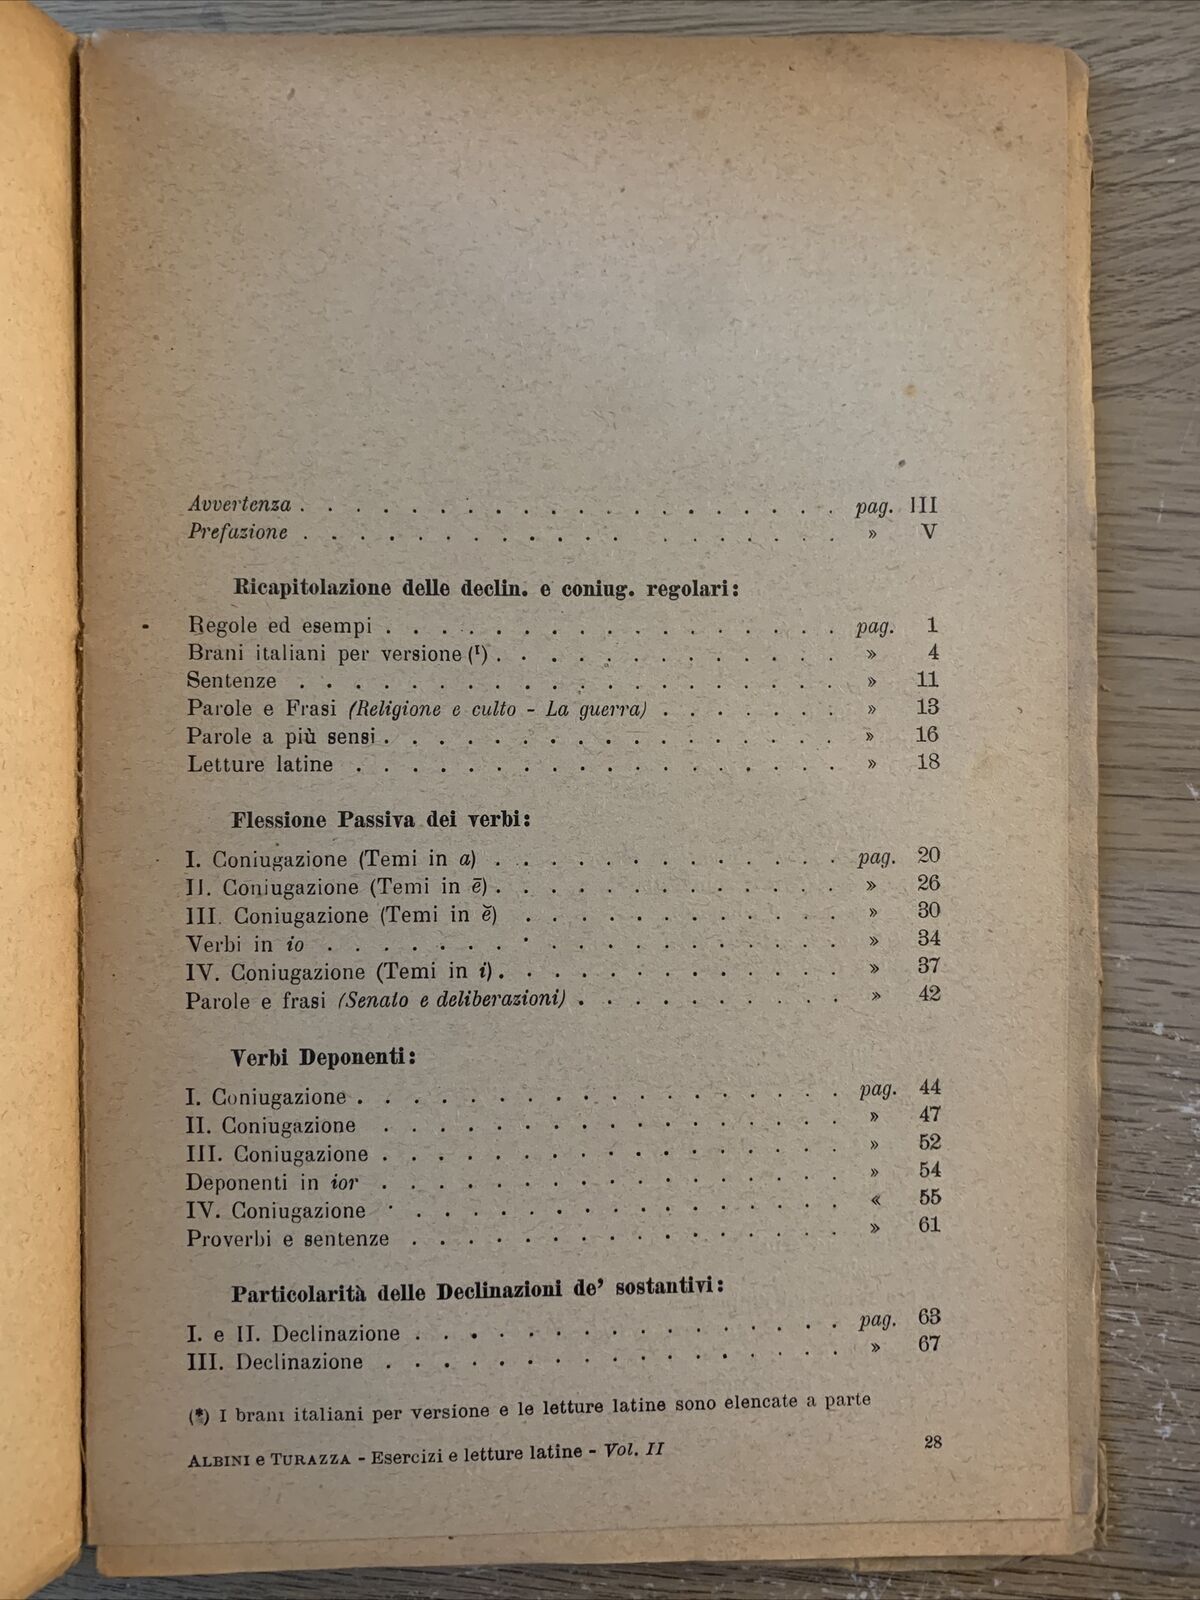 Avvertenza . . . . . . . . . . . . . . . . . . . pag. III
Prefazione . . . . . . . . . . . . . . . . . . » V
Ricapitolazione delle declin. e coniug. regolari:
Regole ed esempi . . . . . . . . . . . . . . . . . pag. 1
Brani italiani per versione (¹) . . . . . . . . . . . . . » 4
Sentenze . . . . . . . . . . . . . . . . . . . . » 11
Parole e Frasi (Religione e culto - La guerra) . . . . . . . » 13
Parole a più sensi . . . . . . . . . . . . . . . . . » 16
Letture latine . . . . . . . . . . . . . . . . . . » 18
Flessione Passiva dei verbi:
I. Coniugazione (Temi in a) . . . . . . . . . . . . . pag. 20
II. Coniugazione (Temi in ē) . . . . . . . . . . . . . » 26
III. Coniugazione (Temi in ĕ) . . . . . . . . . . . . » 30
Verbi in io . . . . . . . . . . . . . . . . . . . » 34
IV. Coniugazione (Temi in i) . . . . . . . . . . . . . » 37
Parole e frasi (Senato e deliberazioni) . . . . . . . . . . » 42
Verbi Deponenti:
I. Coniugazione . . . . . . . . . . . . . . . . . . pag. 44
II. Coniugazione . . . . . . . . . . . . . . . . . » 47
III. Coniugazione . . . . . . . . . . . . . . . . . » 52
Deponenti in ior . . . . . . . . . . . . . . . . . » 54
IV. Coniugazione . . . . . . . . . . . . . . . . . « 55
Proverbi e sentenze . . . . . . . . . . . . . . . . » 61
Particolarità delle Declinazioni de' sostantivi:
I. e II. Declinazione . . . . . . . . . . . . . . . . pag. 63
III. Declinazione . . . . . . . . . . . . . . . . . » 67
(*) I brani italiani per versione e le letture latine sono elencate a parte
ALBINI e TURAZZA - Esercizi e letture latine - Vol. II 28